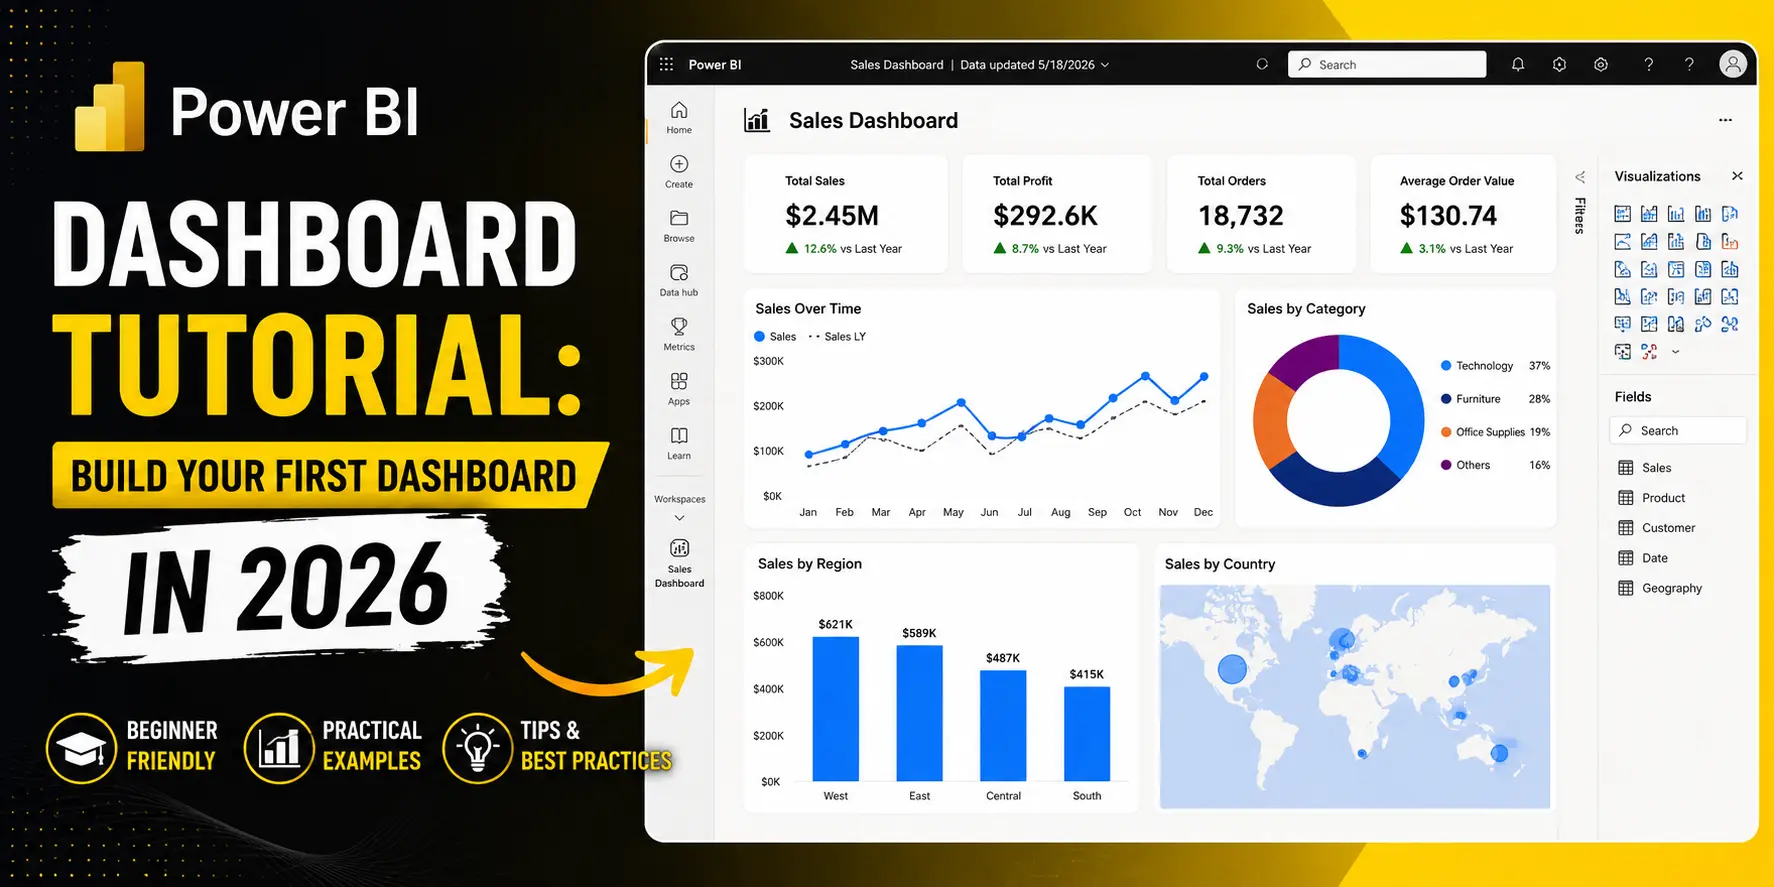 Power BI
DASHBOARD
TUTORIAL:
BUILD YOUR FIRST DASHBOARD
IN 2026
BEGINNER
FRIENDLY
PRACTICAL
EXAMPLES
TIPS &
BEST PRACTICES
Power BI
Sales Dashboard | Data updated 5/18/2026
Search
Home
Create
Browse
Data hub
Metrics
Apps
Learn
Workspaces
Sales
Dashboard
Sales Dashboard
Total Sales
$2.45M
12.6% vs Last Year
Total Profit
$292.6K
8.7% vs Last Year
Total Orders
18,732
9.3% vs Last Year
Average Order Value
$130.74
3.1% vs Last Year
Sales Over Time
Sales Sales LY
$300K
$200K
$100K
$0K
Jan Feb Mar Apr May Jun Jul Aug Sep Oct Nov Dec
Sales by Category
Technology 37%
Furniture 28%
Office Supplies 19%
Others 16%
Sales by Region
$800K
$600K
$400K
$200K
$0K
$621K
$589K
$487K
$415K
West East Central South
Sales by Country
Visualizations
Fields
Search
Sales
Product
Customer
Date
Geography